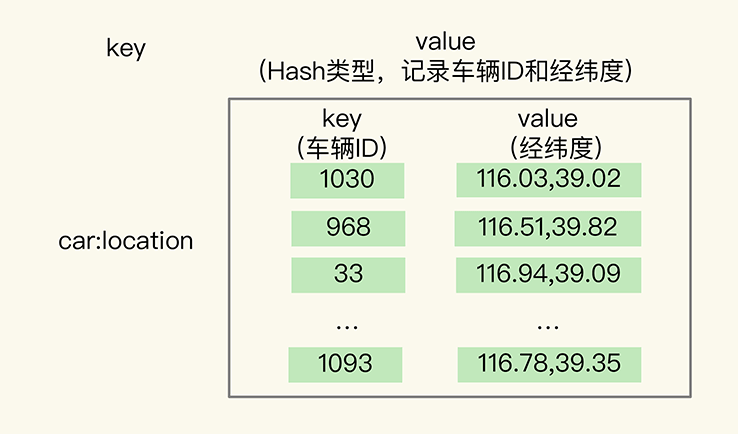 key
value
（Hash类型，记录车辆ID和经纬度）
key
value
（车辆ID）
（经纬度）
1030
116.03,39.02
968
116.51,39.82
car:location
33
116.94,39.09
...
...
1093
116.78,39.35